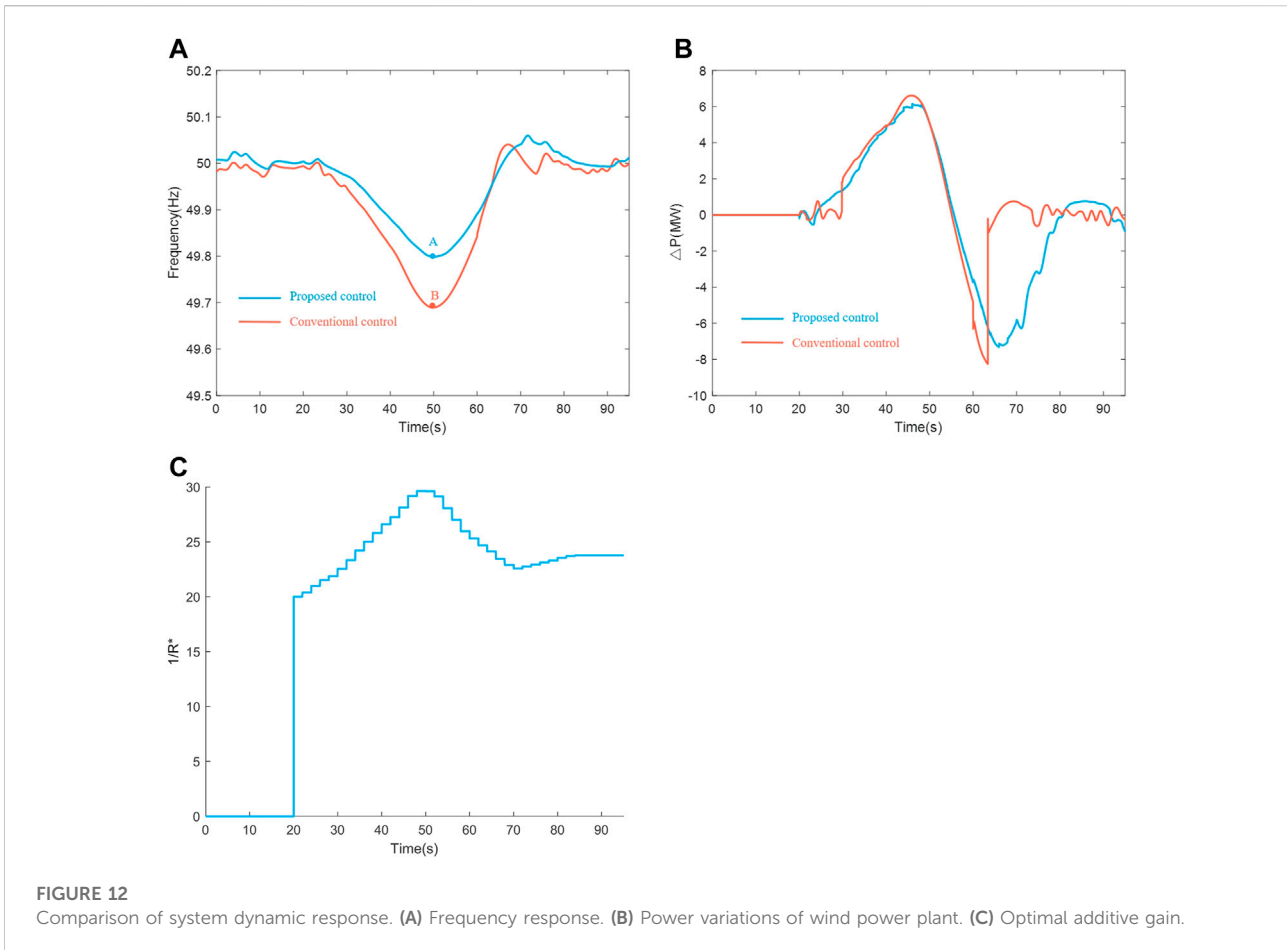 A
50.2
50.1
50
49.9
49.8
49.7
49.6
49.5
Frequency(Hz)
A
B
Proposed control
Conventional control
0 10 20 30 40 50 60 70 80 90
Time(s)
B
8
6
4
2
0
-2
-4
-6
-8
-10
△P(MW)
Proposed control
Conventional control
0 10 20 30 40 50 60 70 80 90
Time(s)
C
30
25
20
15
10
5
0
1/R*
0 10 20 30 40 50 60 70 80 90
Time(s)
FIGURE 12
Comparison of system dynamic response. (A) Frequency response. (B) Power variations of wind power plant. (C) Optimal additive gain.